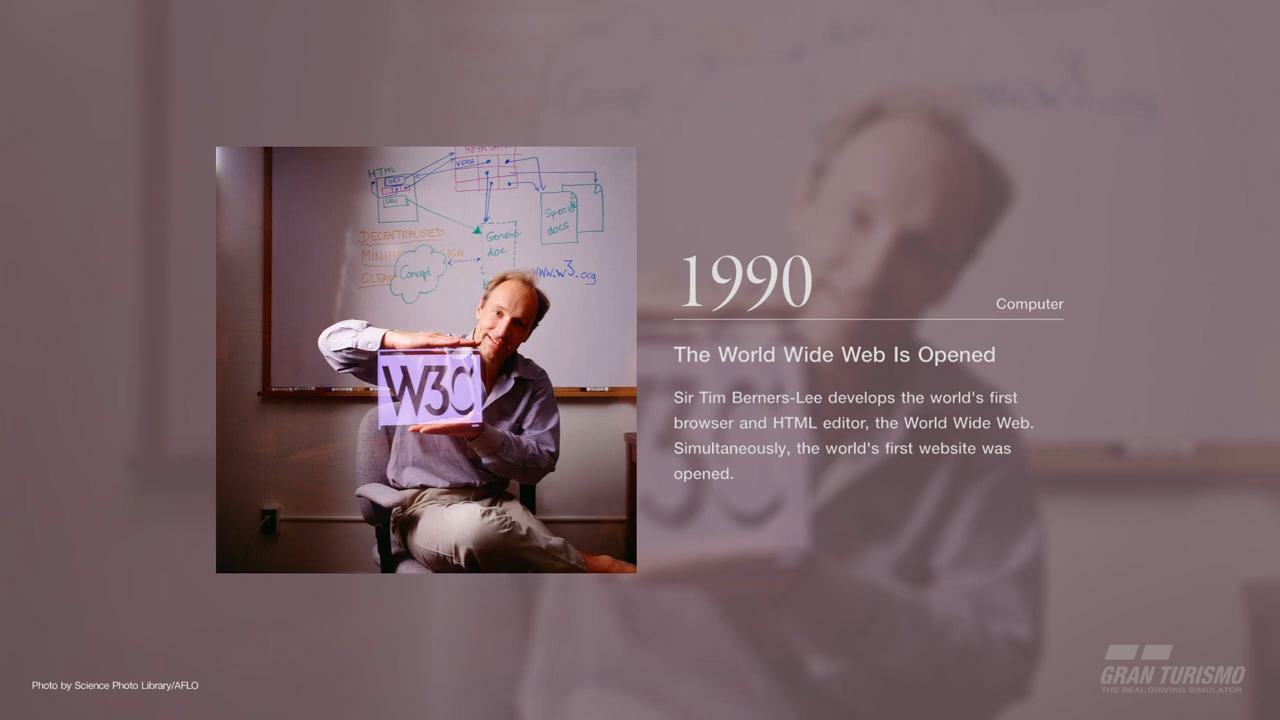 HTML
VERB
DECENTRALISED
Generic
doc.
Specific
docs
Concept
www.w3.org
W3C
1990
Computer
The World Wide Web Is Opened
Sir Tim Berners-Lee develops the world's first
browser and HTML editor, the World Wide Web.
Simultaneously, the world's first website was
opened.
Photo by Science Photo Library/AFLO
GRAN TURISMO
THE REAL DRIVING SIMULATOR